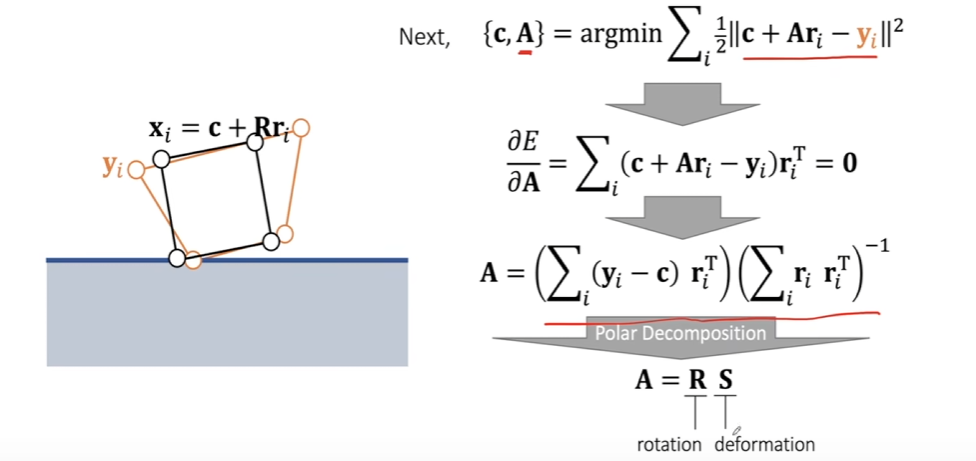 Next, {c, A} = argmin ∑ᵢ ½‖c + Arᵢ − yᵢ‖²
xᵢ = c + Rrᵢ
yᵢ
∂E/∂A = ∑ᵢ (c + Arᵢ − yᵢ)rᵢᵀ = 0
A = (∑ᵢ (yᵢ − c) rᵢᵀ)(∑ᵢ rᵢ rᵢᵀ)⁻¹
Polar Decomposition
A = R S
rotation deformation